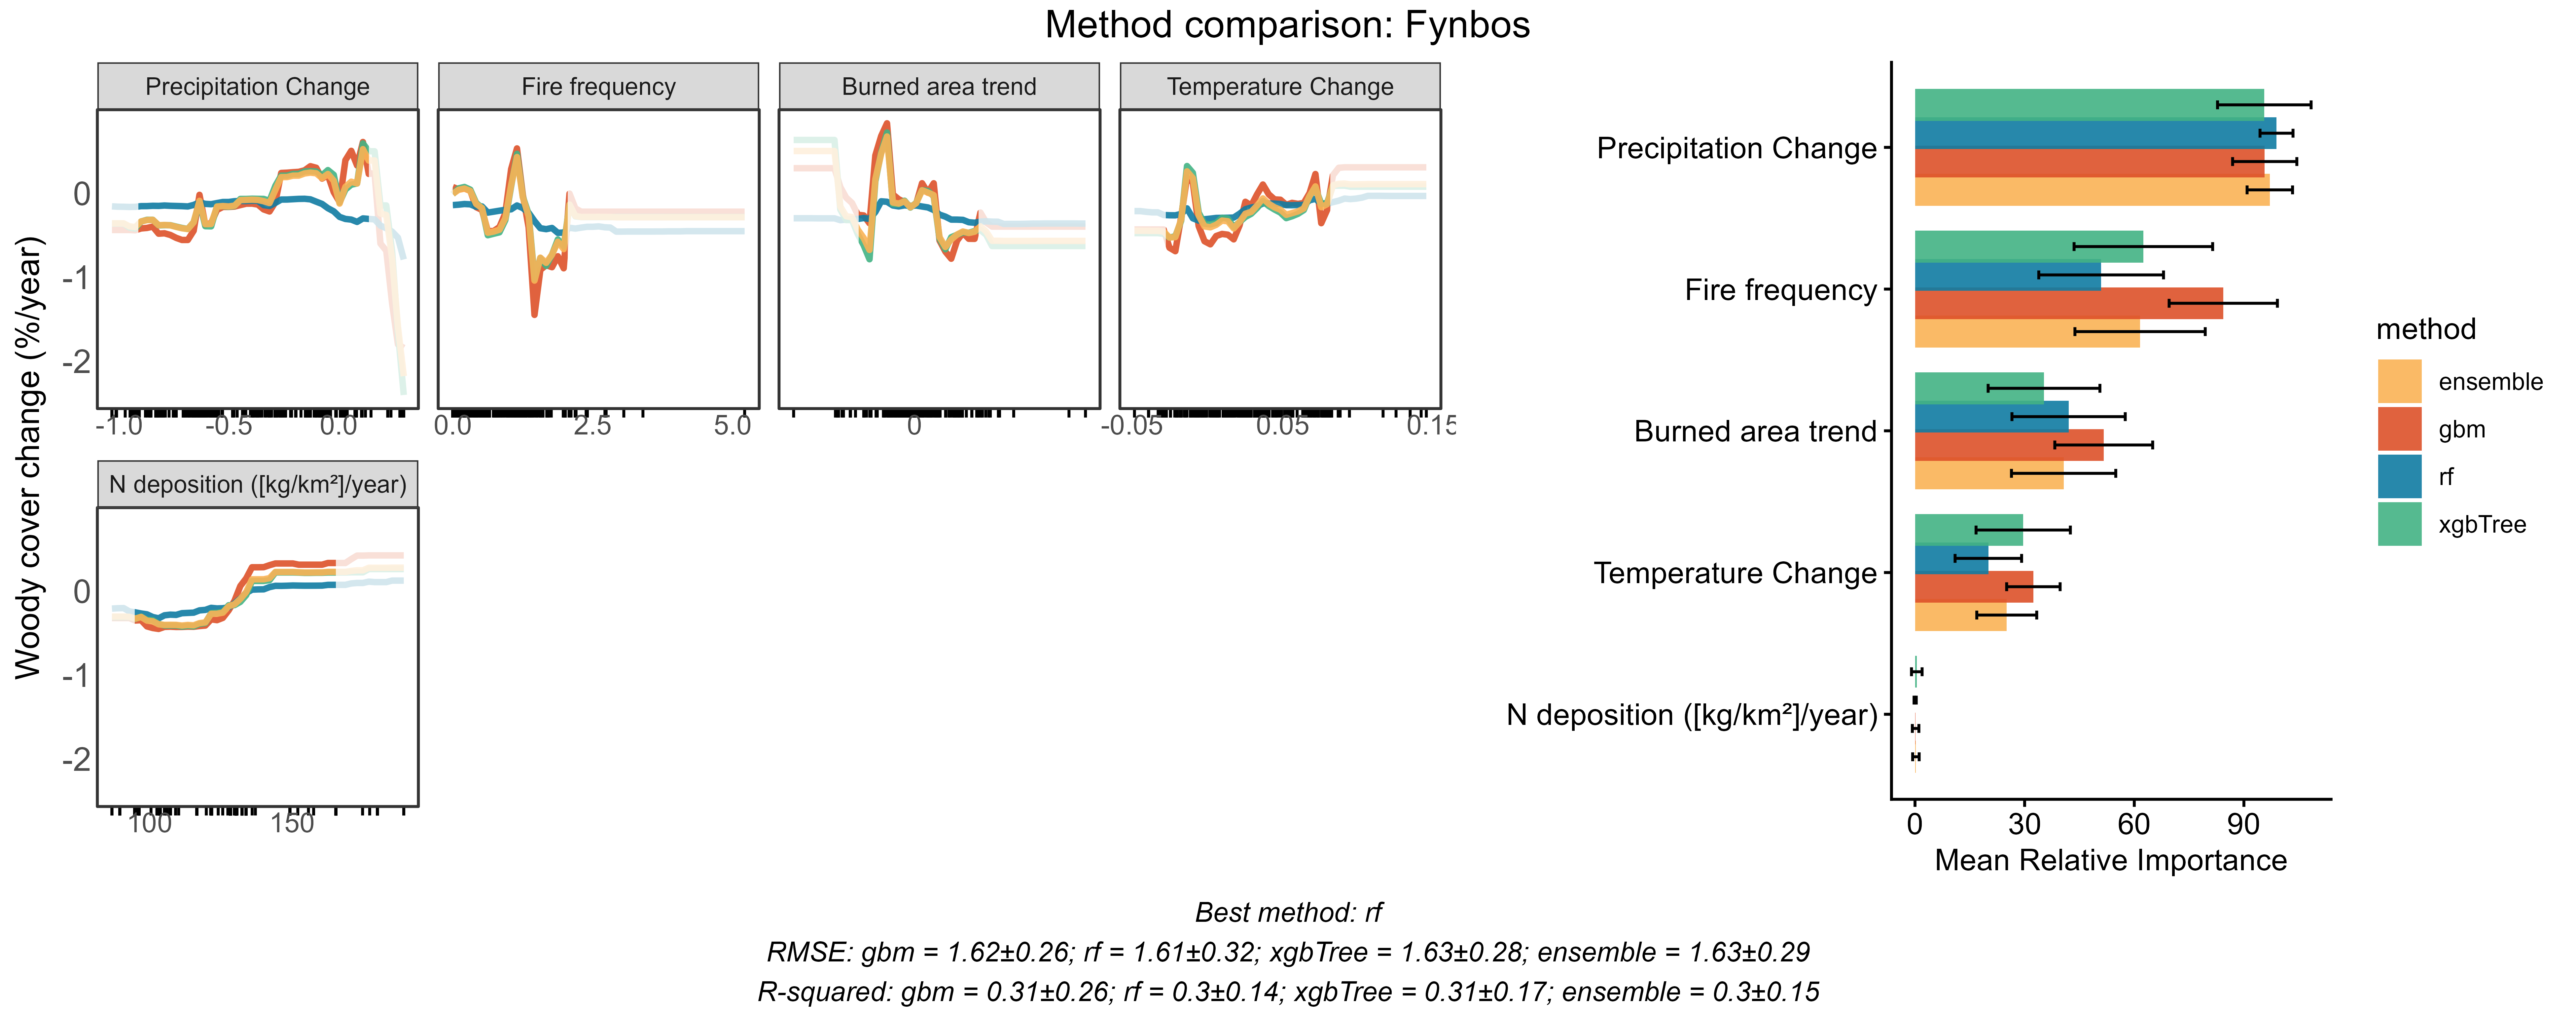 Method comparison: Fynbos
Precipitation Change
Fire frequency
Burned area trend
Temperature Change
Woody cover change (%/year)
0
-1
-2
-1.0 -0.5 0.0
0.0 2.5 5.0
0
-0.05 0.05 0.15
N deposition ([kg/km²]/year)
0
-1
-2
100 150
Precipitation Change
Fire frequency
Burned area trend
Temperature Change
N deposition ([kg/km²]/year)
0 30 60 90
Mean Relative Importance
method
ensemble
gbm
rf
xgbTree
Best method: rf
RMSE: gbm = 1.62±0.26; rf = 1.61±0.32; xgbTree = 1.63±0.28; ensemble = 1.63±0.29
R-squared: gbm = 0.31±0.26; rf = 0.3±0.14; xgbTree = 0.31±0.17; ensemble = 0.3±0.15